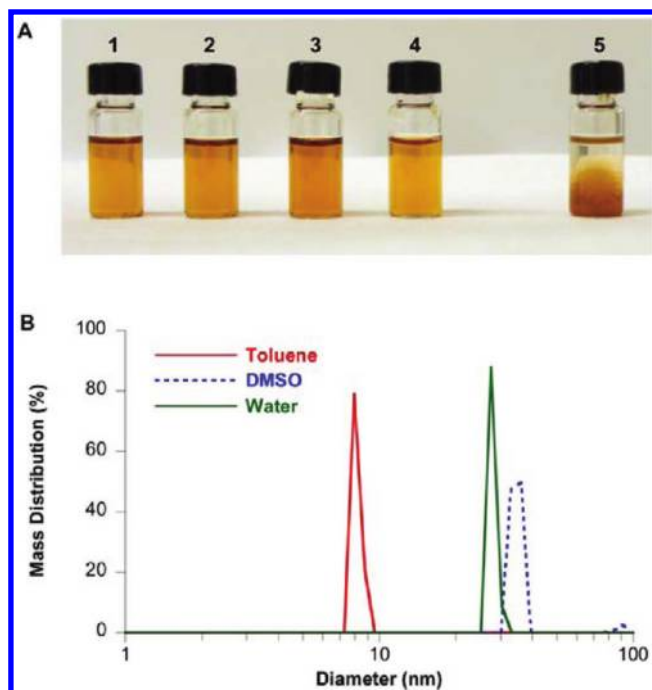 A
1 2 3 4 5
B
100
80
60
40
20
0
Mass Distribution (%)
Toluene
DMSO
Water
1 10 100
Diameter (nm)